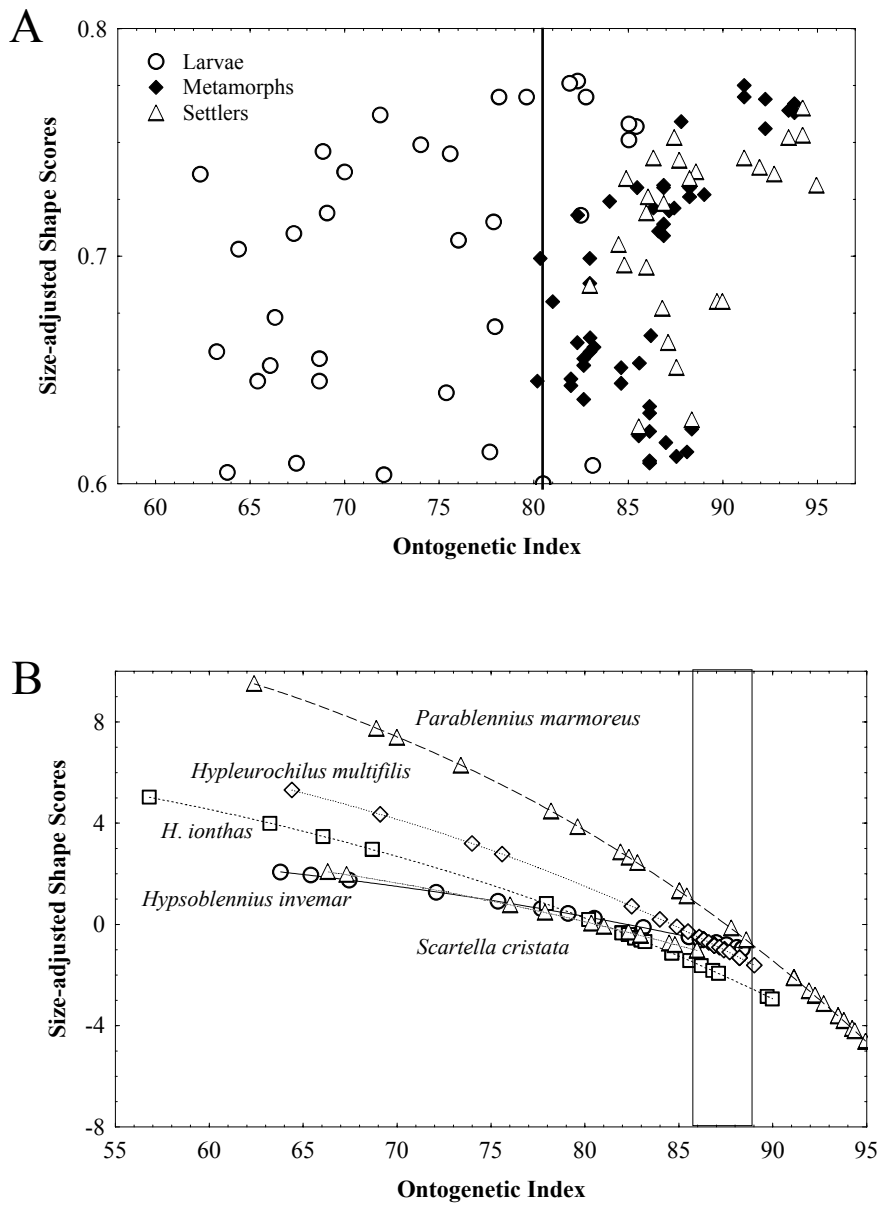 A
0.8
Larvae
Metamorphs
Settlers
0.7
0.6
Size-adjusted Shape Scores
60 65 70 75 80 85 90 95
Ontogenetic Index
B
8
4
0
-4
-8
Size-adjusted Shape Scores
Parablennius marmoreus
Hypleurochilus multifilis
H. ionthas
Hypsoblennius invemar
Scartella cristata
55 60 65 70 75 80 85 90 95
Ontogenetic Index